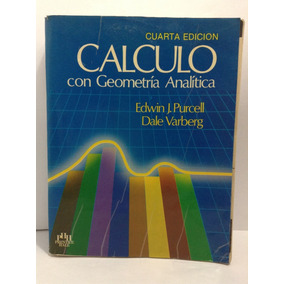 CUARTA EDICION
CALCULO
con Geometría Analítica
Edwin J. Purcell
Dale Varberg